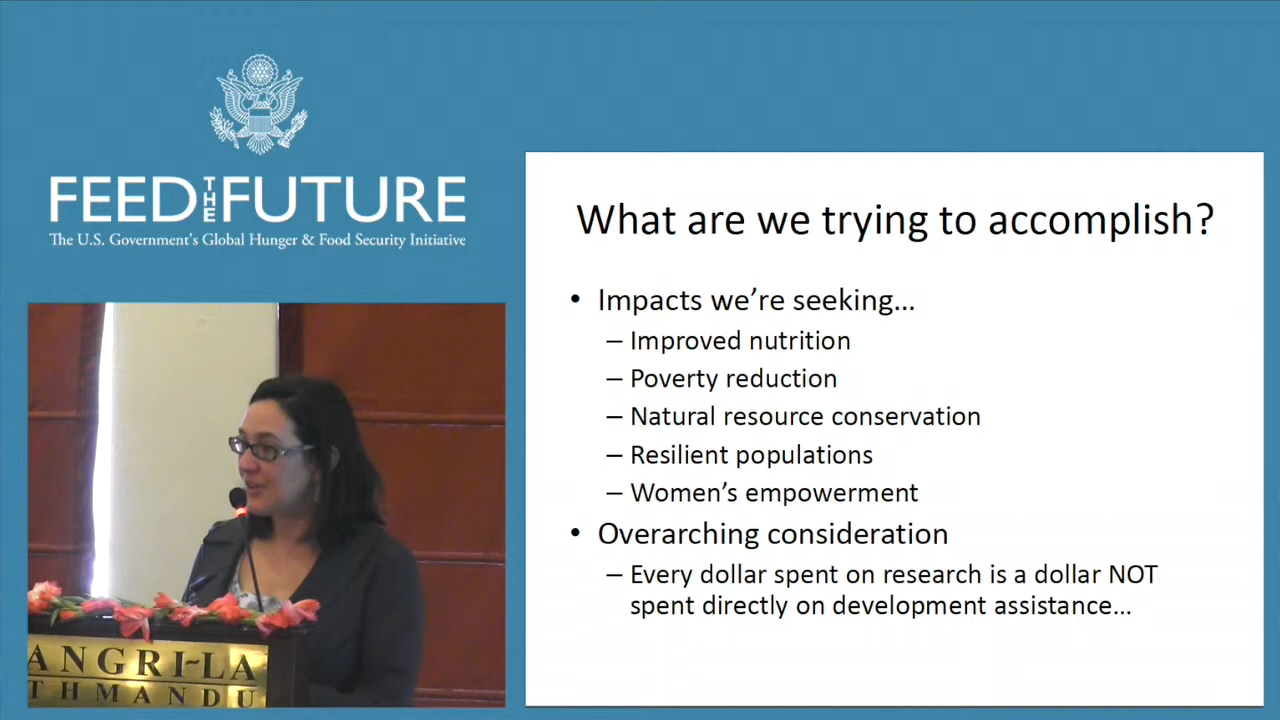 FEED THE FUTURE
The U.S. Government's Global Hunger & Food Security Initiative
What are we trying to accomplish?
• Impacts we're seeking...
– Improved nutrition
– Poverty reduction
– Natural resource conservation
– Resilient populations
– Women's empowerment
• Overarching consideration
– Every dollar spent on research is a dollar NOT
spent directly on development assistance...
ANGRI~LA
THMANDU